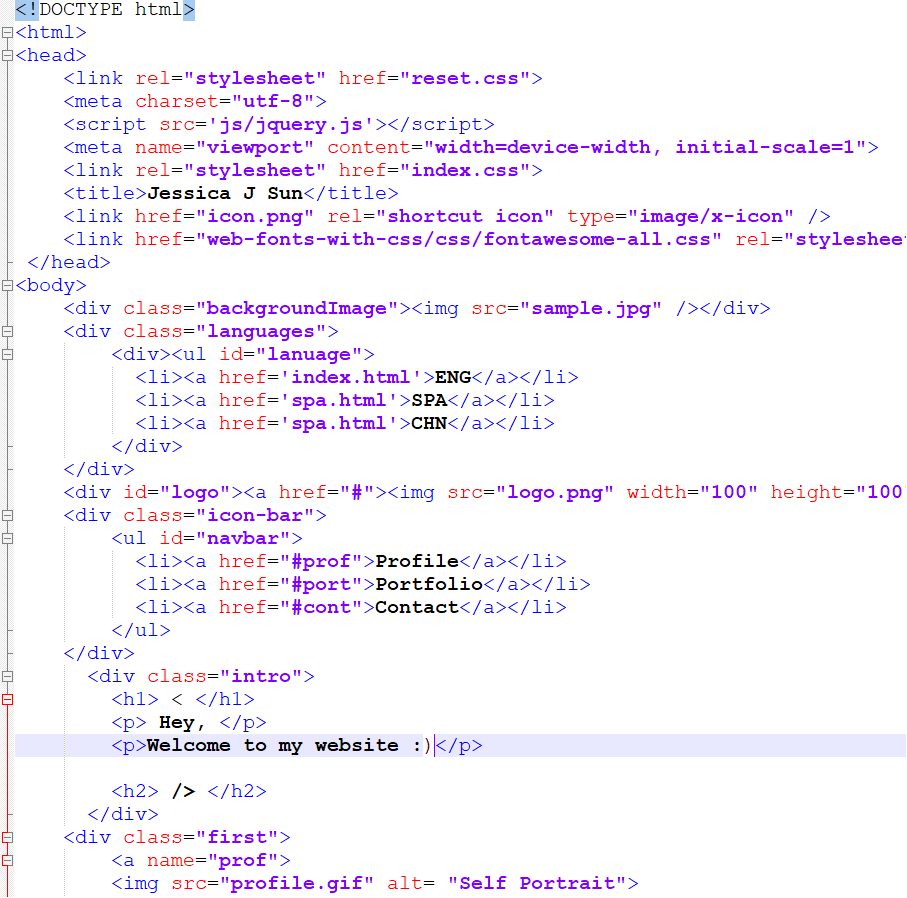 <!DOCTYPE html>
<html>
<head>
<link rel="stylesheet" href="reset.css">
<meta charset="utf-8">
<script src='js/jquery.js'></script>
<meta name="viewport" content="width=device-width, initial-scale=1">
<link rel="stylesheet" href="index.css">
<title>Jessica J Sun</title>
<link href="icon.png" rel="shortcut icon" type="image/x-icon" />
<link href="web-fonts-with-css/css/fontawesome-all.css" rel="stylesheet
</head>
<body>
<div class="backgroundImage"><img src="sample.jpg" /></div>
<div class="languages">
<div><ul id="lanuage">
<li><a href='index.html'>ENG</a></li>
<li><a href='spa.html'>SPA</a></li>
<li><a href='spa.html'>CHN</a></li>
</div>
</div>
<div id="logo"><a href="#"><img src="logo.png" width="100" height="100
<div class="icon-bar">
<ul id="navbar">
<li><a href="#prof">Profile</a></li>
<li><a href="#port">Portfolio</a></li>
<li><a href="#cont">Contact</a></li>
</ul>
</div>
<div class="intro">
<h1> < </h1>
<p> Hey, </p>
<p>Welcome to my website :)</p>
<h2> /> </h2>
</div>
<div class="first">
<a name="prof">
<img src="profile.gif" alt= "Self Portrait">